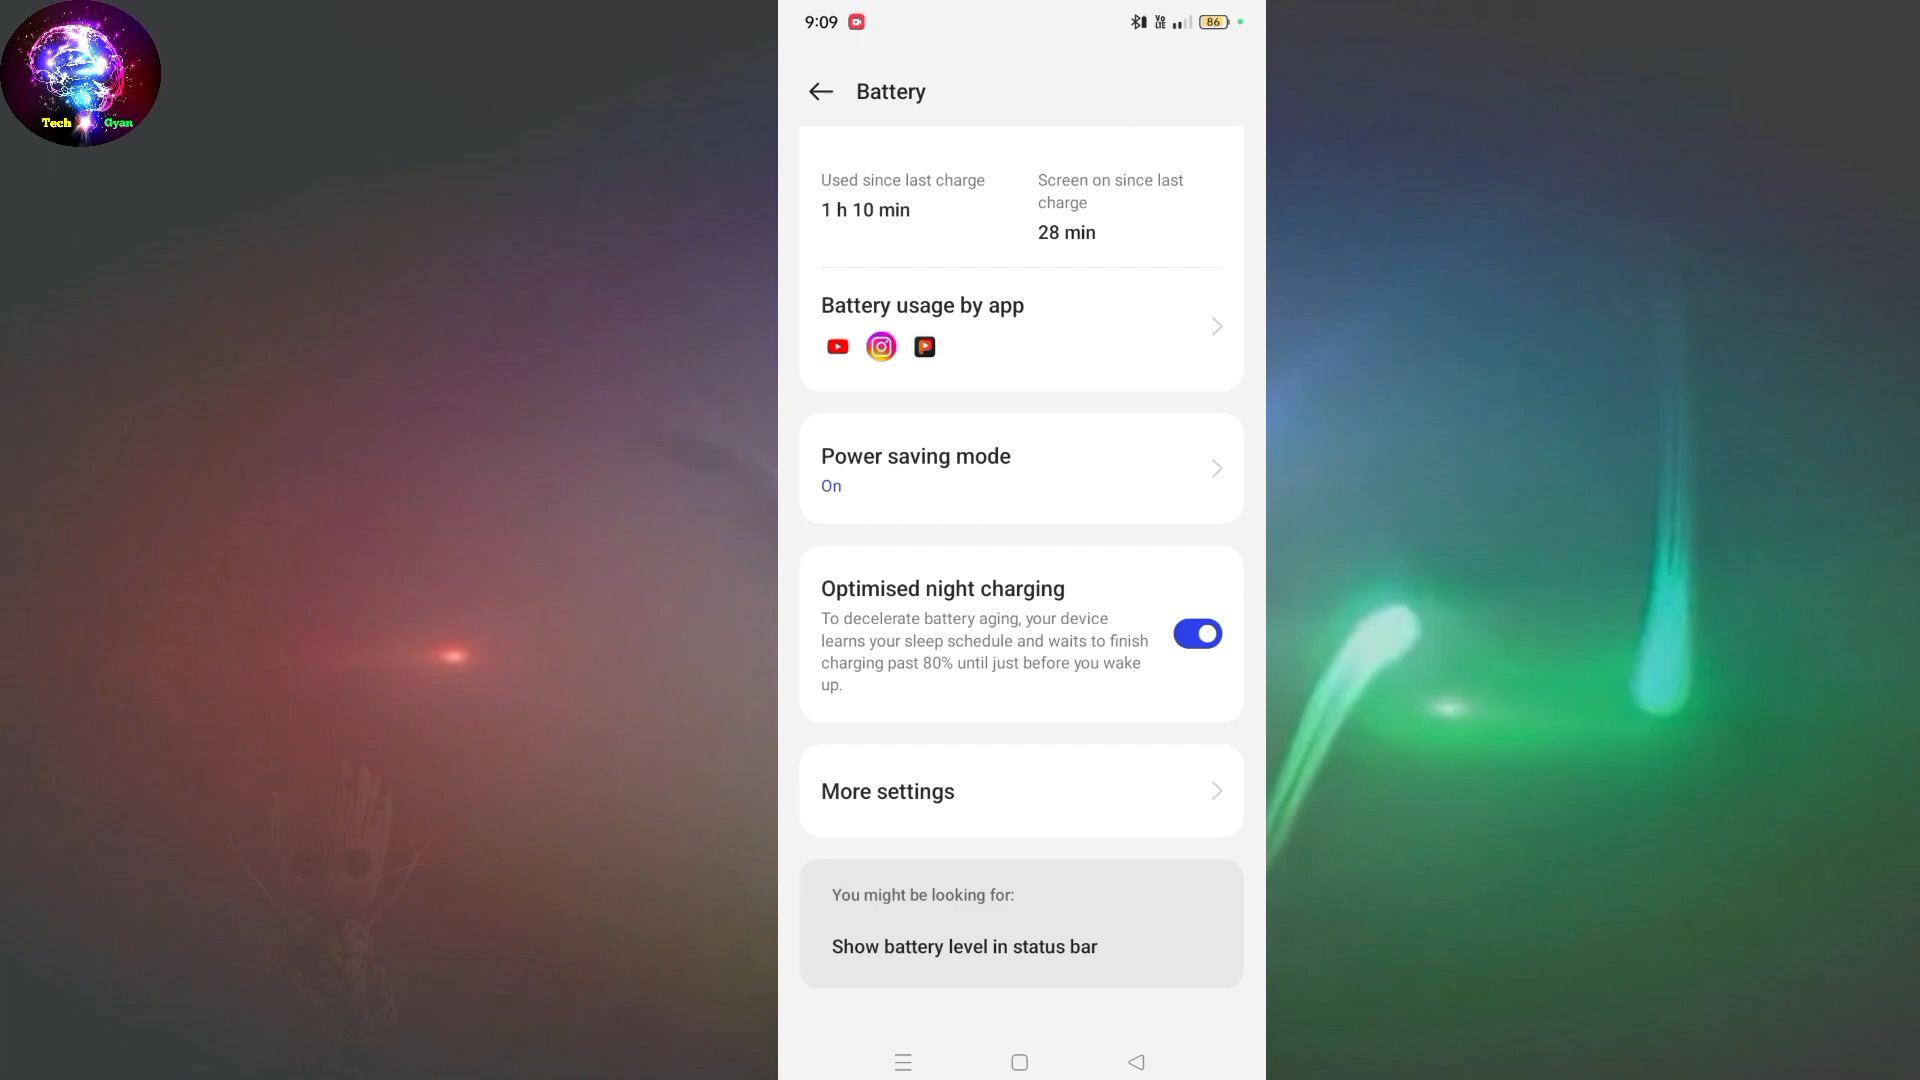 Tech Gyan
9:09
VoLTE 86
Battery
Used since last charge
1 h 10 min
Screen on since last
charge
28 min
Battery usage by app
Power saving mode
On
Optimised night charging
To decelerate battery aging, your device
learns your sleep schedule and waits to finish
charging past 80% until just before you wake
up.
More settings
You might be looking for:
Show battery level in status bar